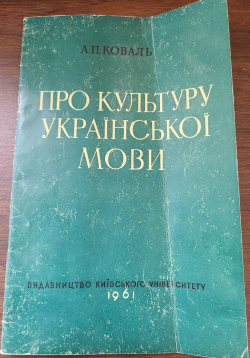 А.П.КОВАЛЬ
ПРО КУЛЬТУРУ
УКРАЇНСЬКОЇ
МОВИ
ВИДАВНИЦТВО КИЇВСЬКОГО УНІВЕРСИТЕТУ
1961